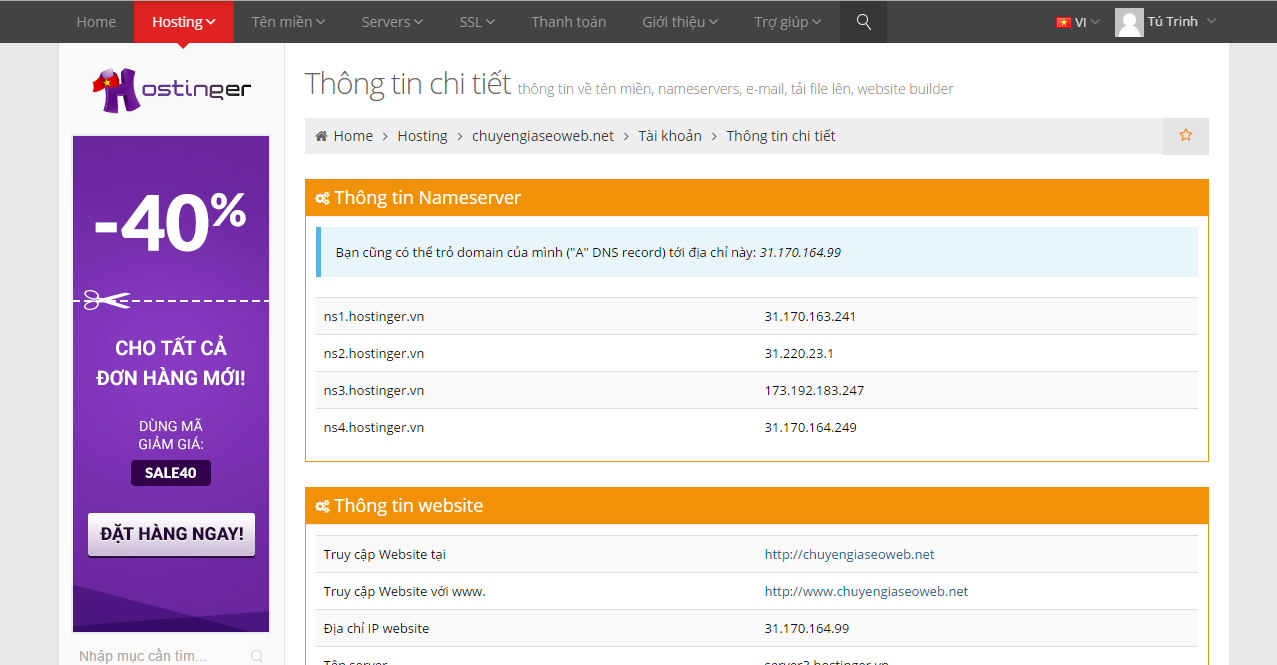 Home Hosting Tên miền Servers SSL Thanh toán Giới thiệu Trợ giúp VI Tú Trinh
Hostinger
-40%
CHO TẤT CẢ
ĐƠN HÀNG MỚI!
DÙNG MÃ
GIẢM GIÁ:
SALE40
ĐẶT HÀNG NGAY!
Nhập mục cần tìm...
Thông tin chi tiết thông tin về tên miền, nameservers, e-mail, tải file lên, website builder
Home > Hosting > chuyengiaseoweb.net > Tài khoản > Thông tin chi tiết
Thông tin Nameserver
Bạn cũng có thể trỏ domain của mình ("A" DNS record) tới địa chỉ này: 31.170.164.99
ns1.hostinger.vn 31.170.163.241
ns2.hostinger.vn 31.220.23.1
ns3.hostinger.vn 173.192.183.247
ns4.hostinger.vn 31.170.164.249
Thông tin website
Truy cập Website tại http://chuyengiaseoweb.net
Truy cập Website với www. http://www.chuyengiaseoweb.net
Địa chỉ IP website 31.170.164.99
Tên server server3.hostinger.vn